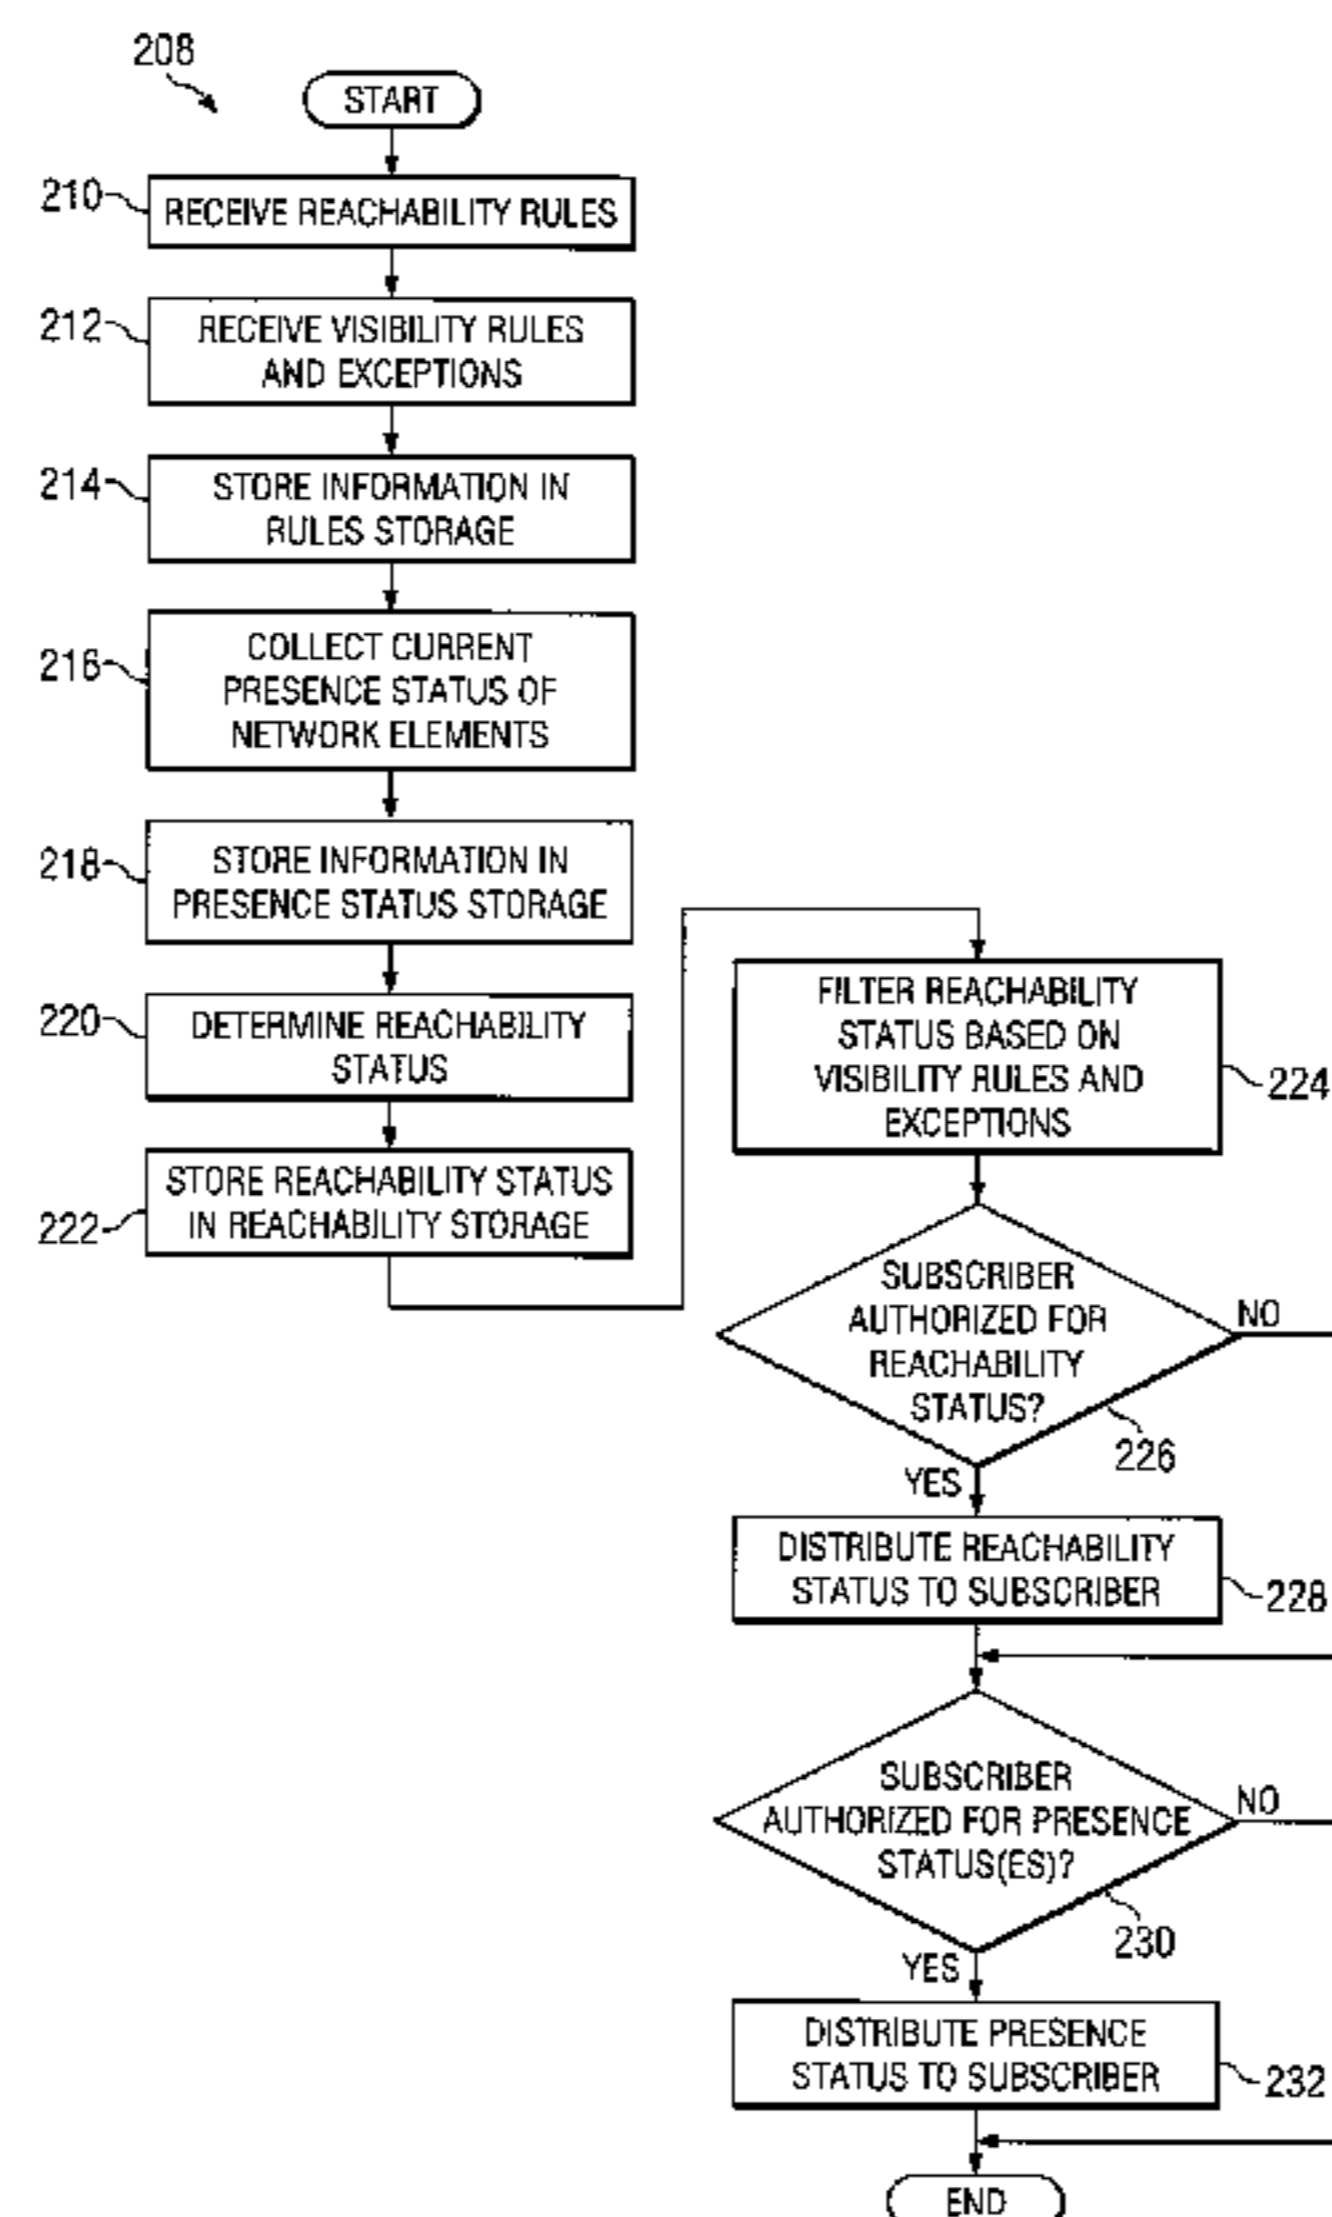 208
START
210
RECEIVE REACHABILITY RULES
212
RECEIVE VISIBILITY RULES
AND EXCEPTIONS
214
STORE INFORMATION IN
RULES STORAGE
216
COLLECT CURRENT
PRESENCE STATUS OF
NETWORK ELEMENTS
218
STORE INFORMATION IN
PRESENCE STATUS STORAGE
220
DETERMINE REACHABILITY
STATUS
222
STORE REACHABILITY STATUS
IN REACHABILITY STORAGE
FILTER REACHABILITY
STATUS BASED ON
VISIBILITY RULES AND
EXCEPTIONS
224
SUBSCRIBER
AUTHORIZED FOR
REACHABILITY
STATUS?
NO
226
YES
DISTRIBUTE REACHABILITY
STATUS TO SUBSCRIBER
228
SUBSCRIBER
AUTHORIZED FOR PRESENCE
STATUS(ES)?
NO
230
YES
DISTRIBUTE PRESENCE
STATUS TO SUBSCRIBER
232
END